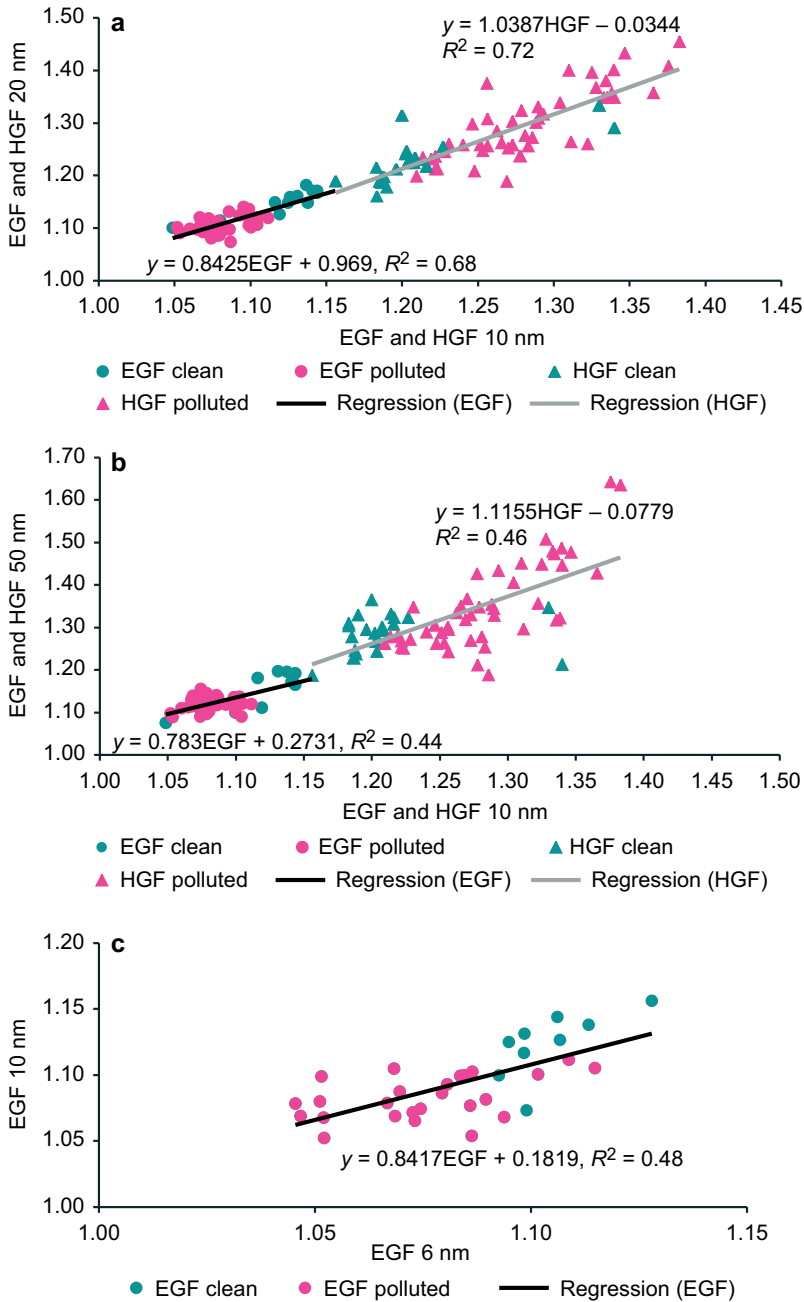 a
y = 1.0387HGF – 0.0344
R² = 0.72
EGF and HGF 20 nm
1.50
1.40
1.30
1.20
1.10
1.00
y = 0.8425EGF + 0.969, R² = 0.68
1.00 1.05 1.10 1.15 1.20 1.25 1.30 1.35 1.40 1.45
EGF and HGF 10 nm
EGF clean EGF polluted HGF clean
HGF polluted Regression (EGF) Regression (HGF)
b
y = 1.1155HGF – 0.0779
R² = 0.46
EGF and HGF 50 nm
1.70
1.60
1.50
1.40
1.30
1.20
1.10
1.00
y = 0.783EGF + 0.2731, R² = 0.44
1.00 1.05 1.10 1.15 1.20 1.25 1.30 1.35 1.40 1.45 1.50
EGF and HGF 10 nm
EGF clean EGF polluted HGF clean
HGF polluted Regression (EGF) Regression (HGF)
c
EGF 10 nm
1.20
1.15
1.10
1.05
1.00
y = 0.8417EGF + 0.1819, R² = 0.48
1.00 1.05 1.10 1.15
EGF 6 nm
EGF clean EGF polluted Regression (EGF)